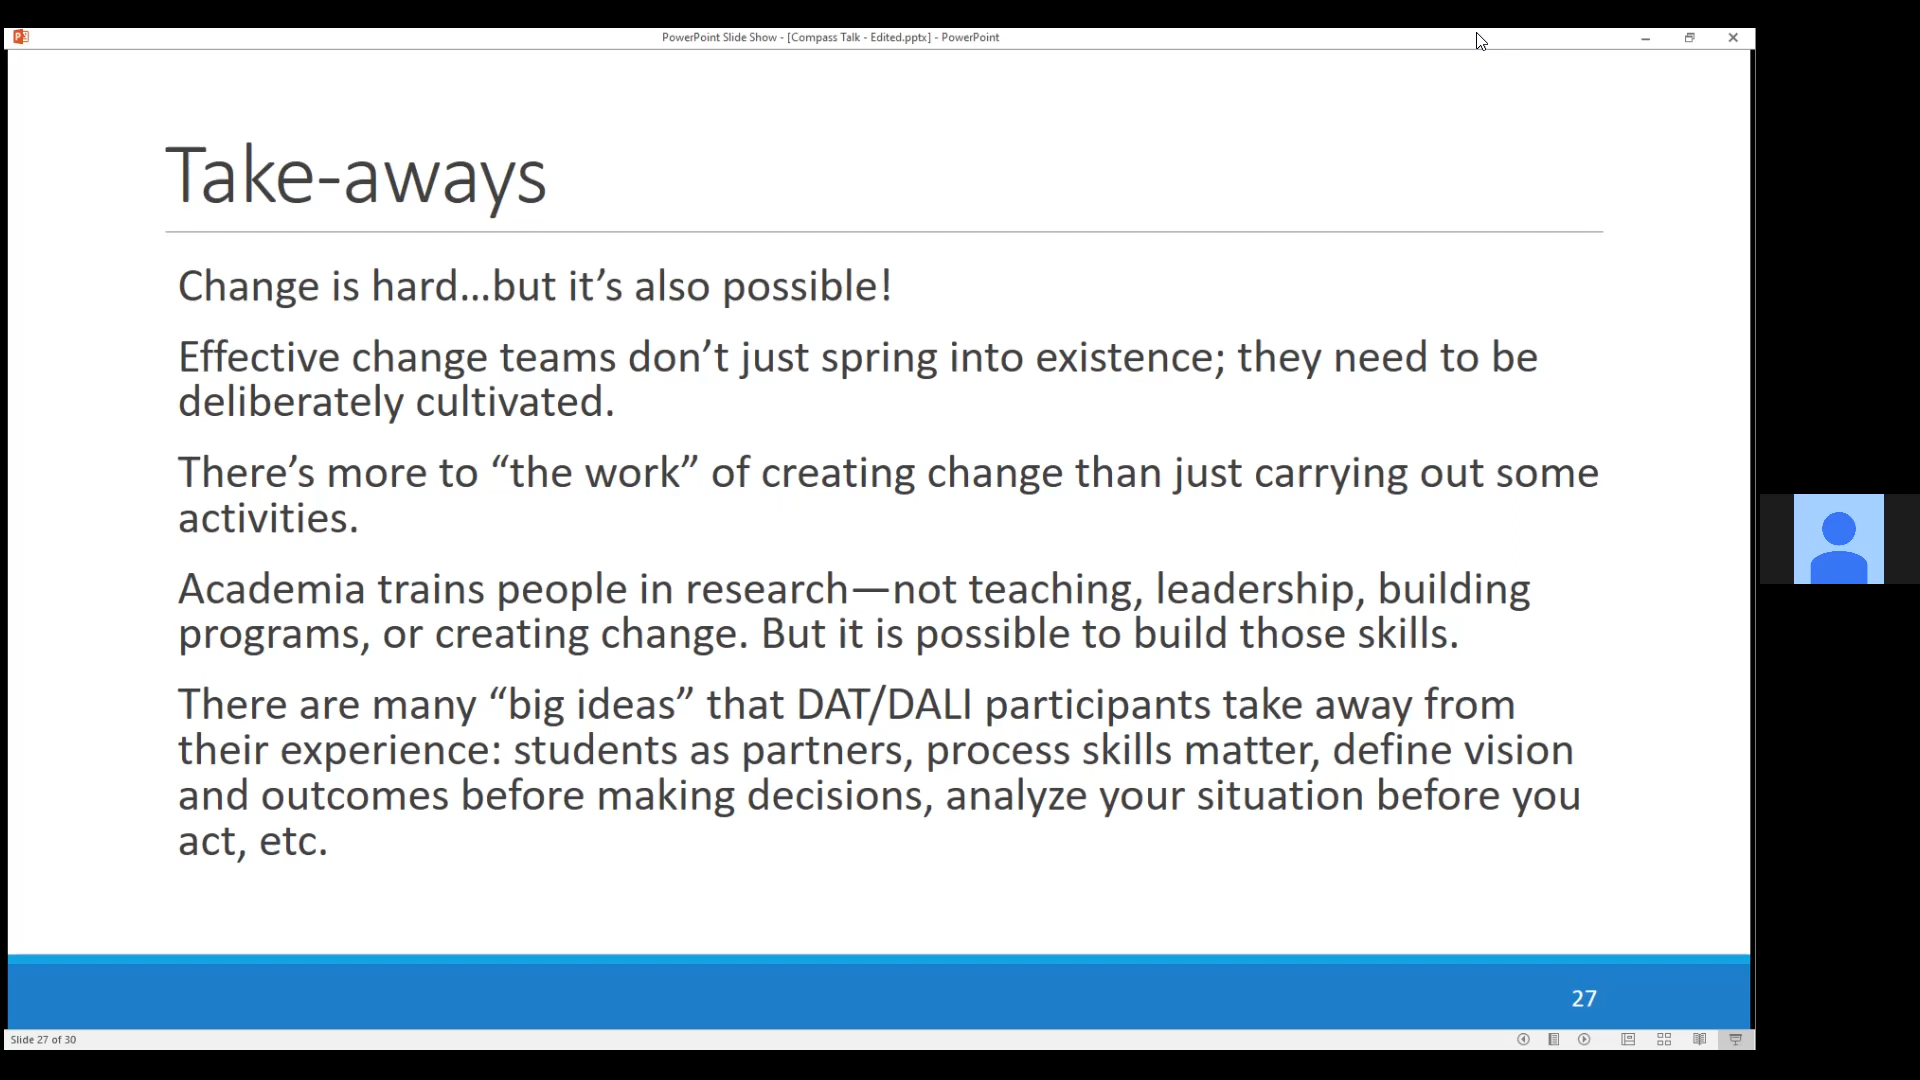 PowerPoint Slide Show - [Compass Talk - Edited.pptx] - PowerPoint
Take-aways
Change is hard…but it’s also possible!
Effective change teams don’t just spring into existence; they need to be
deliberately cultivated.
There’s more to “the work” of creating change than just carrying out some
activities.
Academia trains people in research—not teaching, leadership, building
programs, or creating change. But it is possible to build those skills.
There are many “big ideas” that DAT/DALI participants take away from
their experience: students as partners, process skills matter, define vision
and outcomes before making decisions, analyze your situation before you
act, etc.
27
Slide 27 of 30